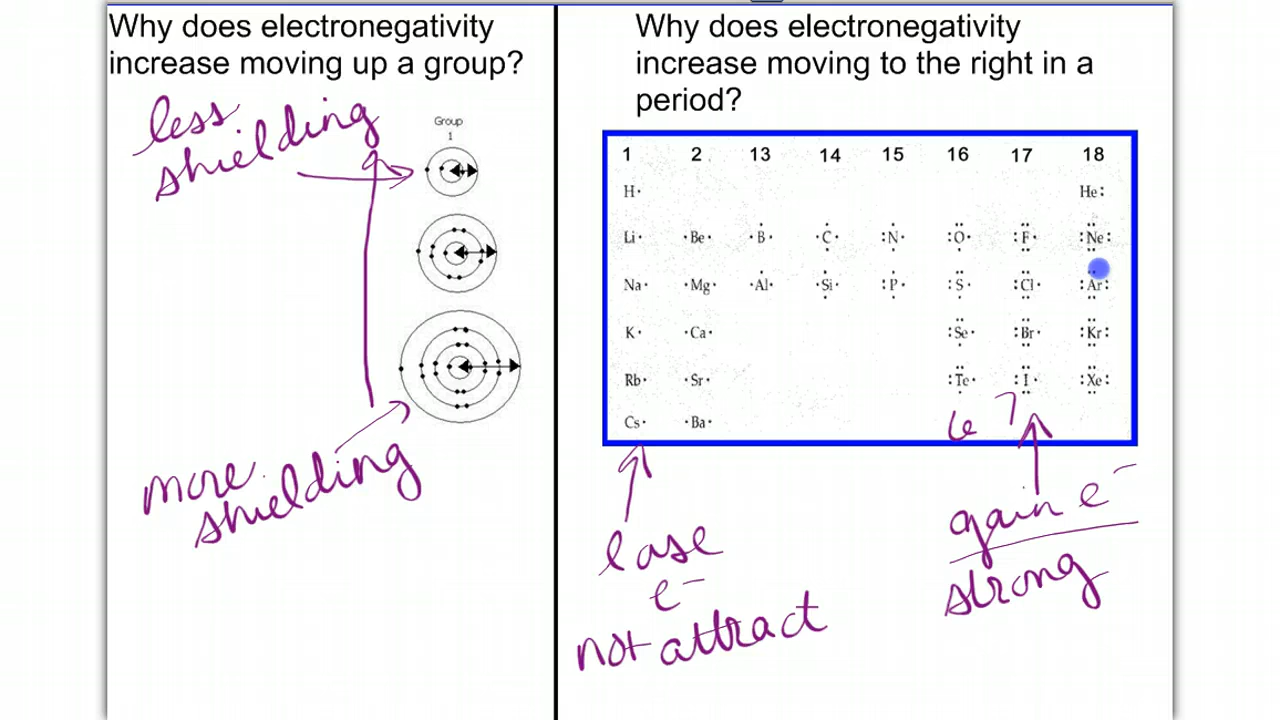 Why does electronegativity
increase moving up a group?
less
shielding
Group
1
more
shielding
Why does electronegativity
increase moving to the right in a
period?
1 2 13 14 15 16 17 18
H· He:
Li· ·Be· ·B· ·C· :N· :O· :F· :Ne:
Na· ·Mg· ·Al· ·Si· :P· :S· :Cl· :Ar:
K· ·Ca· :Se· :Br· :Kr:
Rb· ·Sr· :Te· :I· :Xe:
Cs· ·Ba· 6 7
lose
e⁻
not attract
gain e⁻
strong